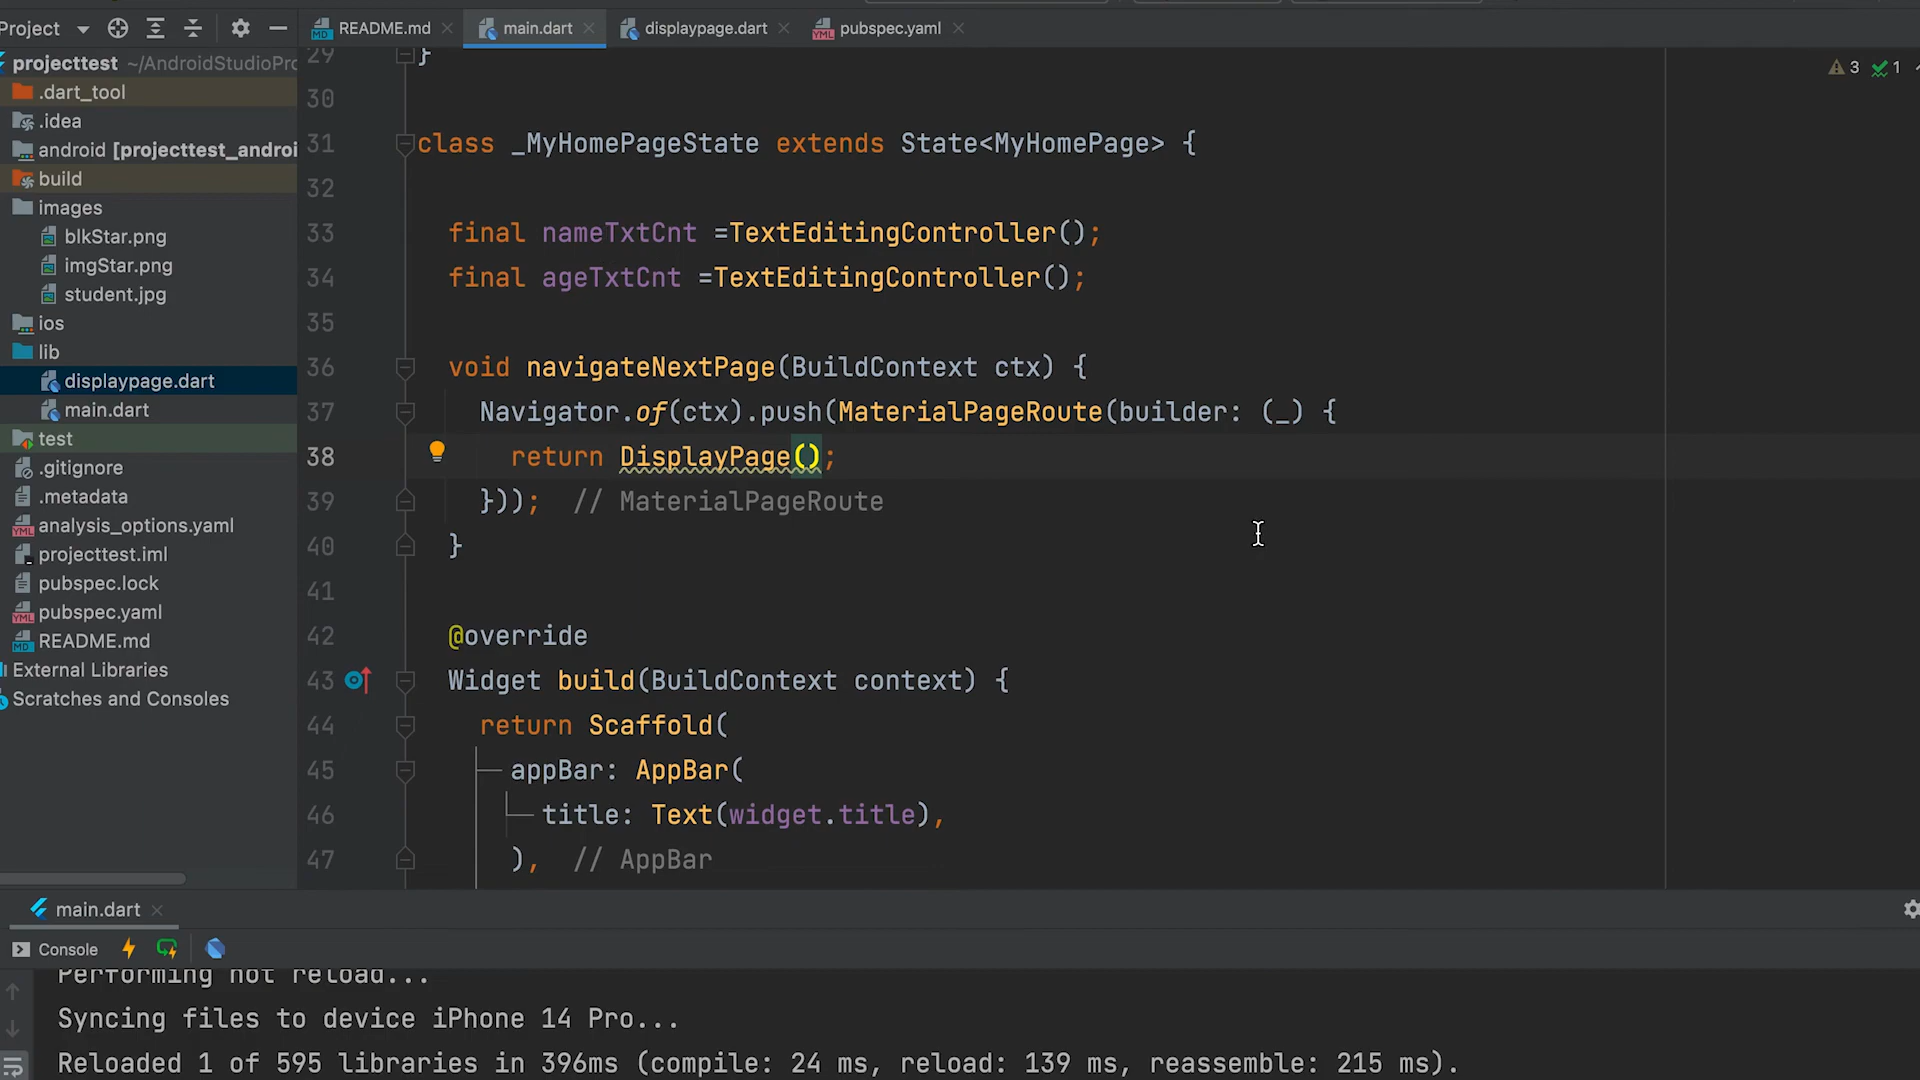 Project
README.md
main.dart
displaypage.dart
pubspec.yaml
projecttest ~/AndroidStudioPro
.dart_tool
.idea
android [projecttest_androi
build
images
blkStar.png
imgStar.png
student.jpg
ios
lib
displaypage.dart
main.dart
test
.gitignore
.metadata
analysis_options.yaml
projecttest.iml
pubspec.lock
pubspec.yaml
README.md
External Libraries
Scratches and Consoles
3 1
29 }
30
31 class _MyHomePageState extends State<MyHomePage> {
32
33 final nameTxtCnt =TextEditingController();
34 final ageTxtCnt =TextEditingController();
35
36 void navigateNextPage(BuildContext ctx) {
37 Navigator.of(ctx).push(MaterialPageRoute(builder: (_) {
38 return DisplayPage();
39 })); // MaterialPageRoute
40 }
41
42 @override
43 Widget build(BuildContext context) {
44 return Scaffold(
45 appBar: AppBar(
46 title: Text(widget.title),
47 ), // AppBar
main.dart
Console
Performing hot reload...
Syncing files to device iPhone 14 Pro...
Reloaded 1 of 595 libraries in 396ms (compile: 24 ms, reload: 139 ms, reassemble: 215 ms).